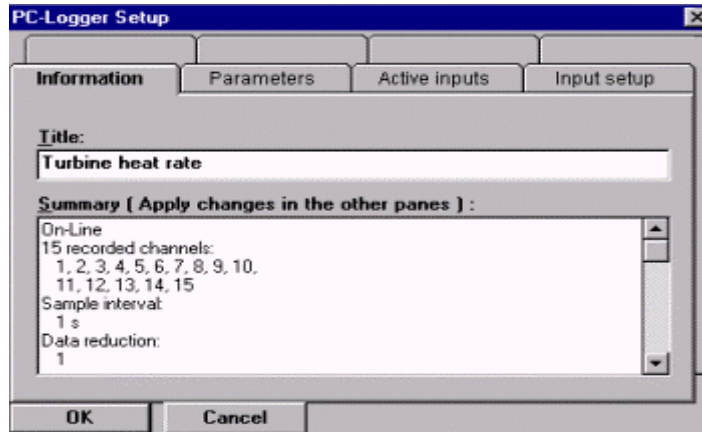 PC-Logger Setup
Information Parameters Active inputs Input setup
Title:
Turbine heat rate
Summary ( Apply changes in the other panes ) :
On-Line
15 recorded channels:
1, 2, 3, 4, 5, 6, 7, 8, 9, 10,
11, 12, 13, 14, 15
Sample interval:
1 s
Data reduction:
1
OK Cancel